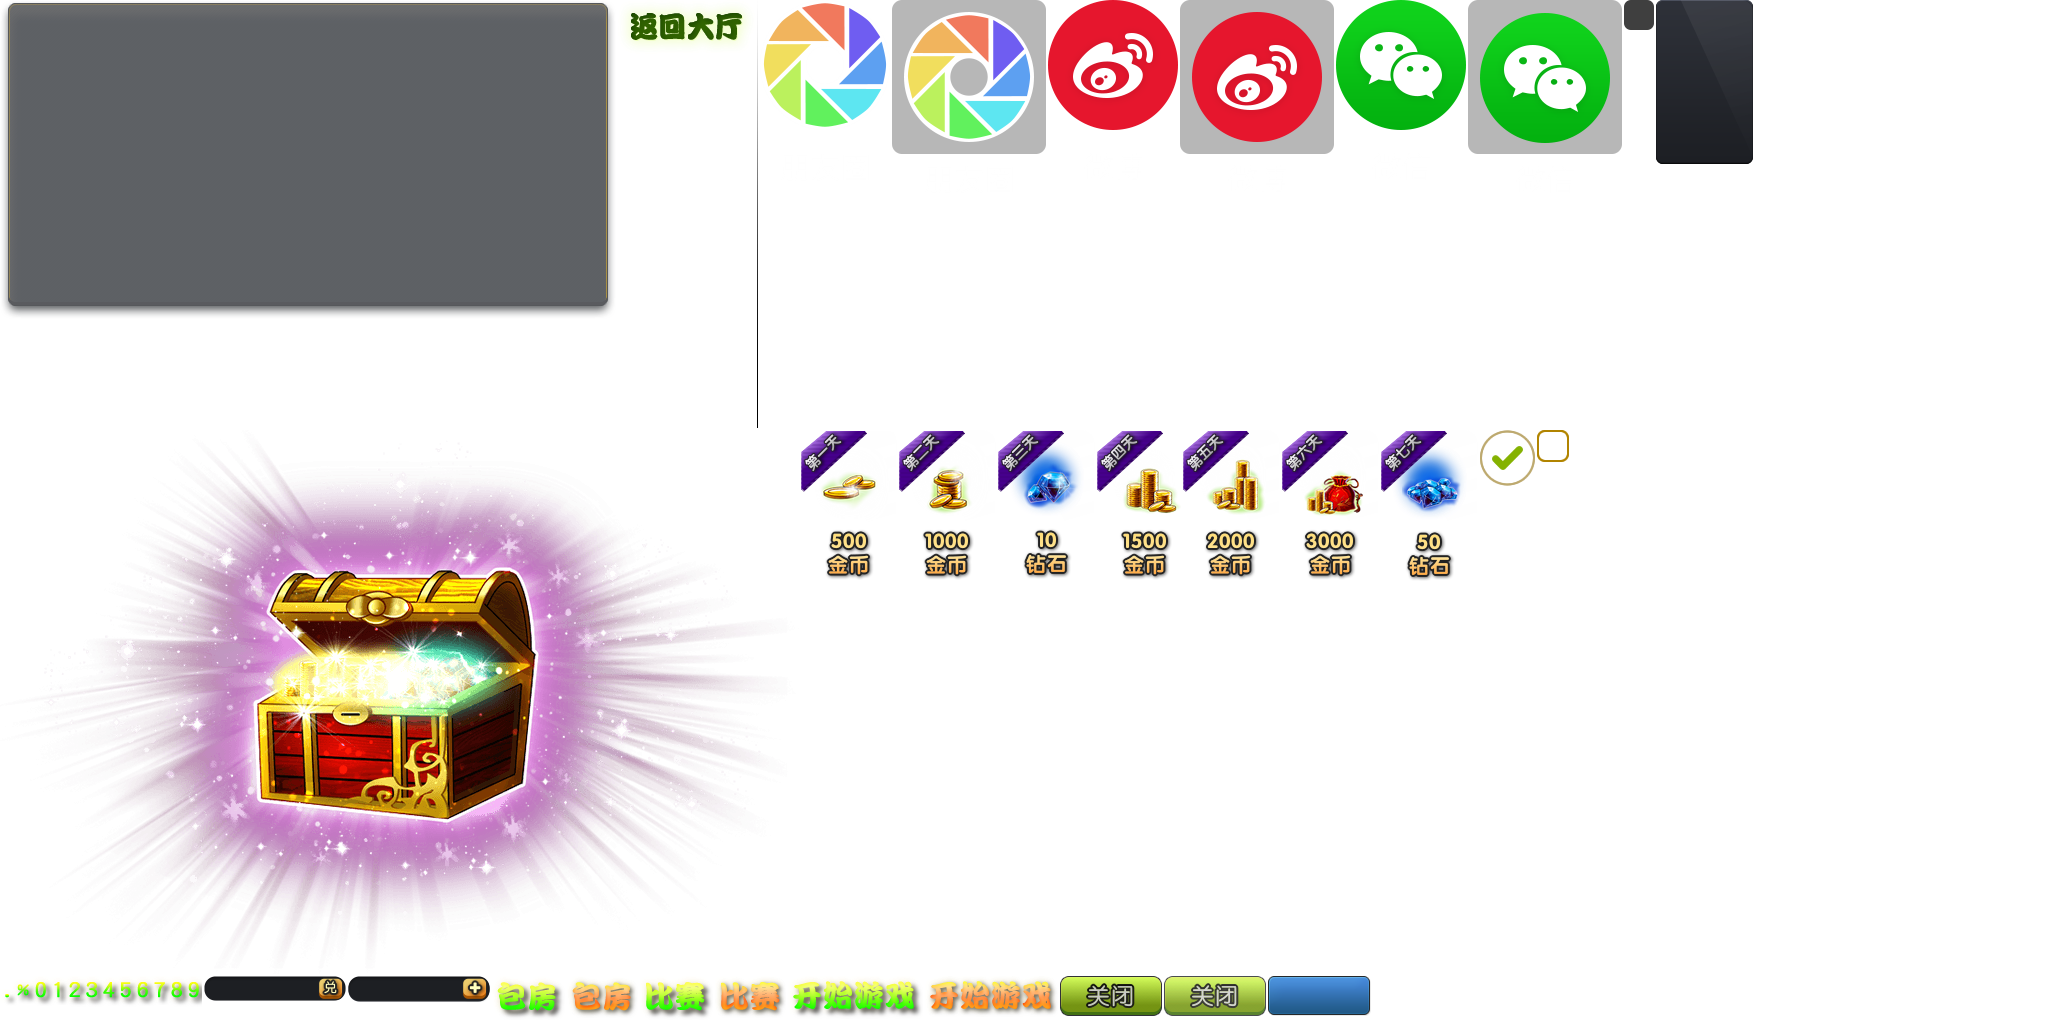 返回大厅
第一天
第二天
第三天
第四天
第五天
第六天
第七天
500
金币
1000
金币
10
钻石
1500
金币
2000
金币
3000
金币
50
钻石
.%0123456789
兑
包房
包房
比赛
比赛
开始游戏
开始游戏
关闭
关闭